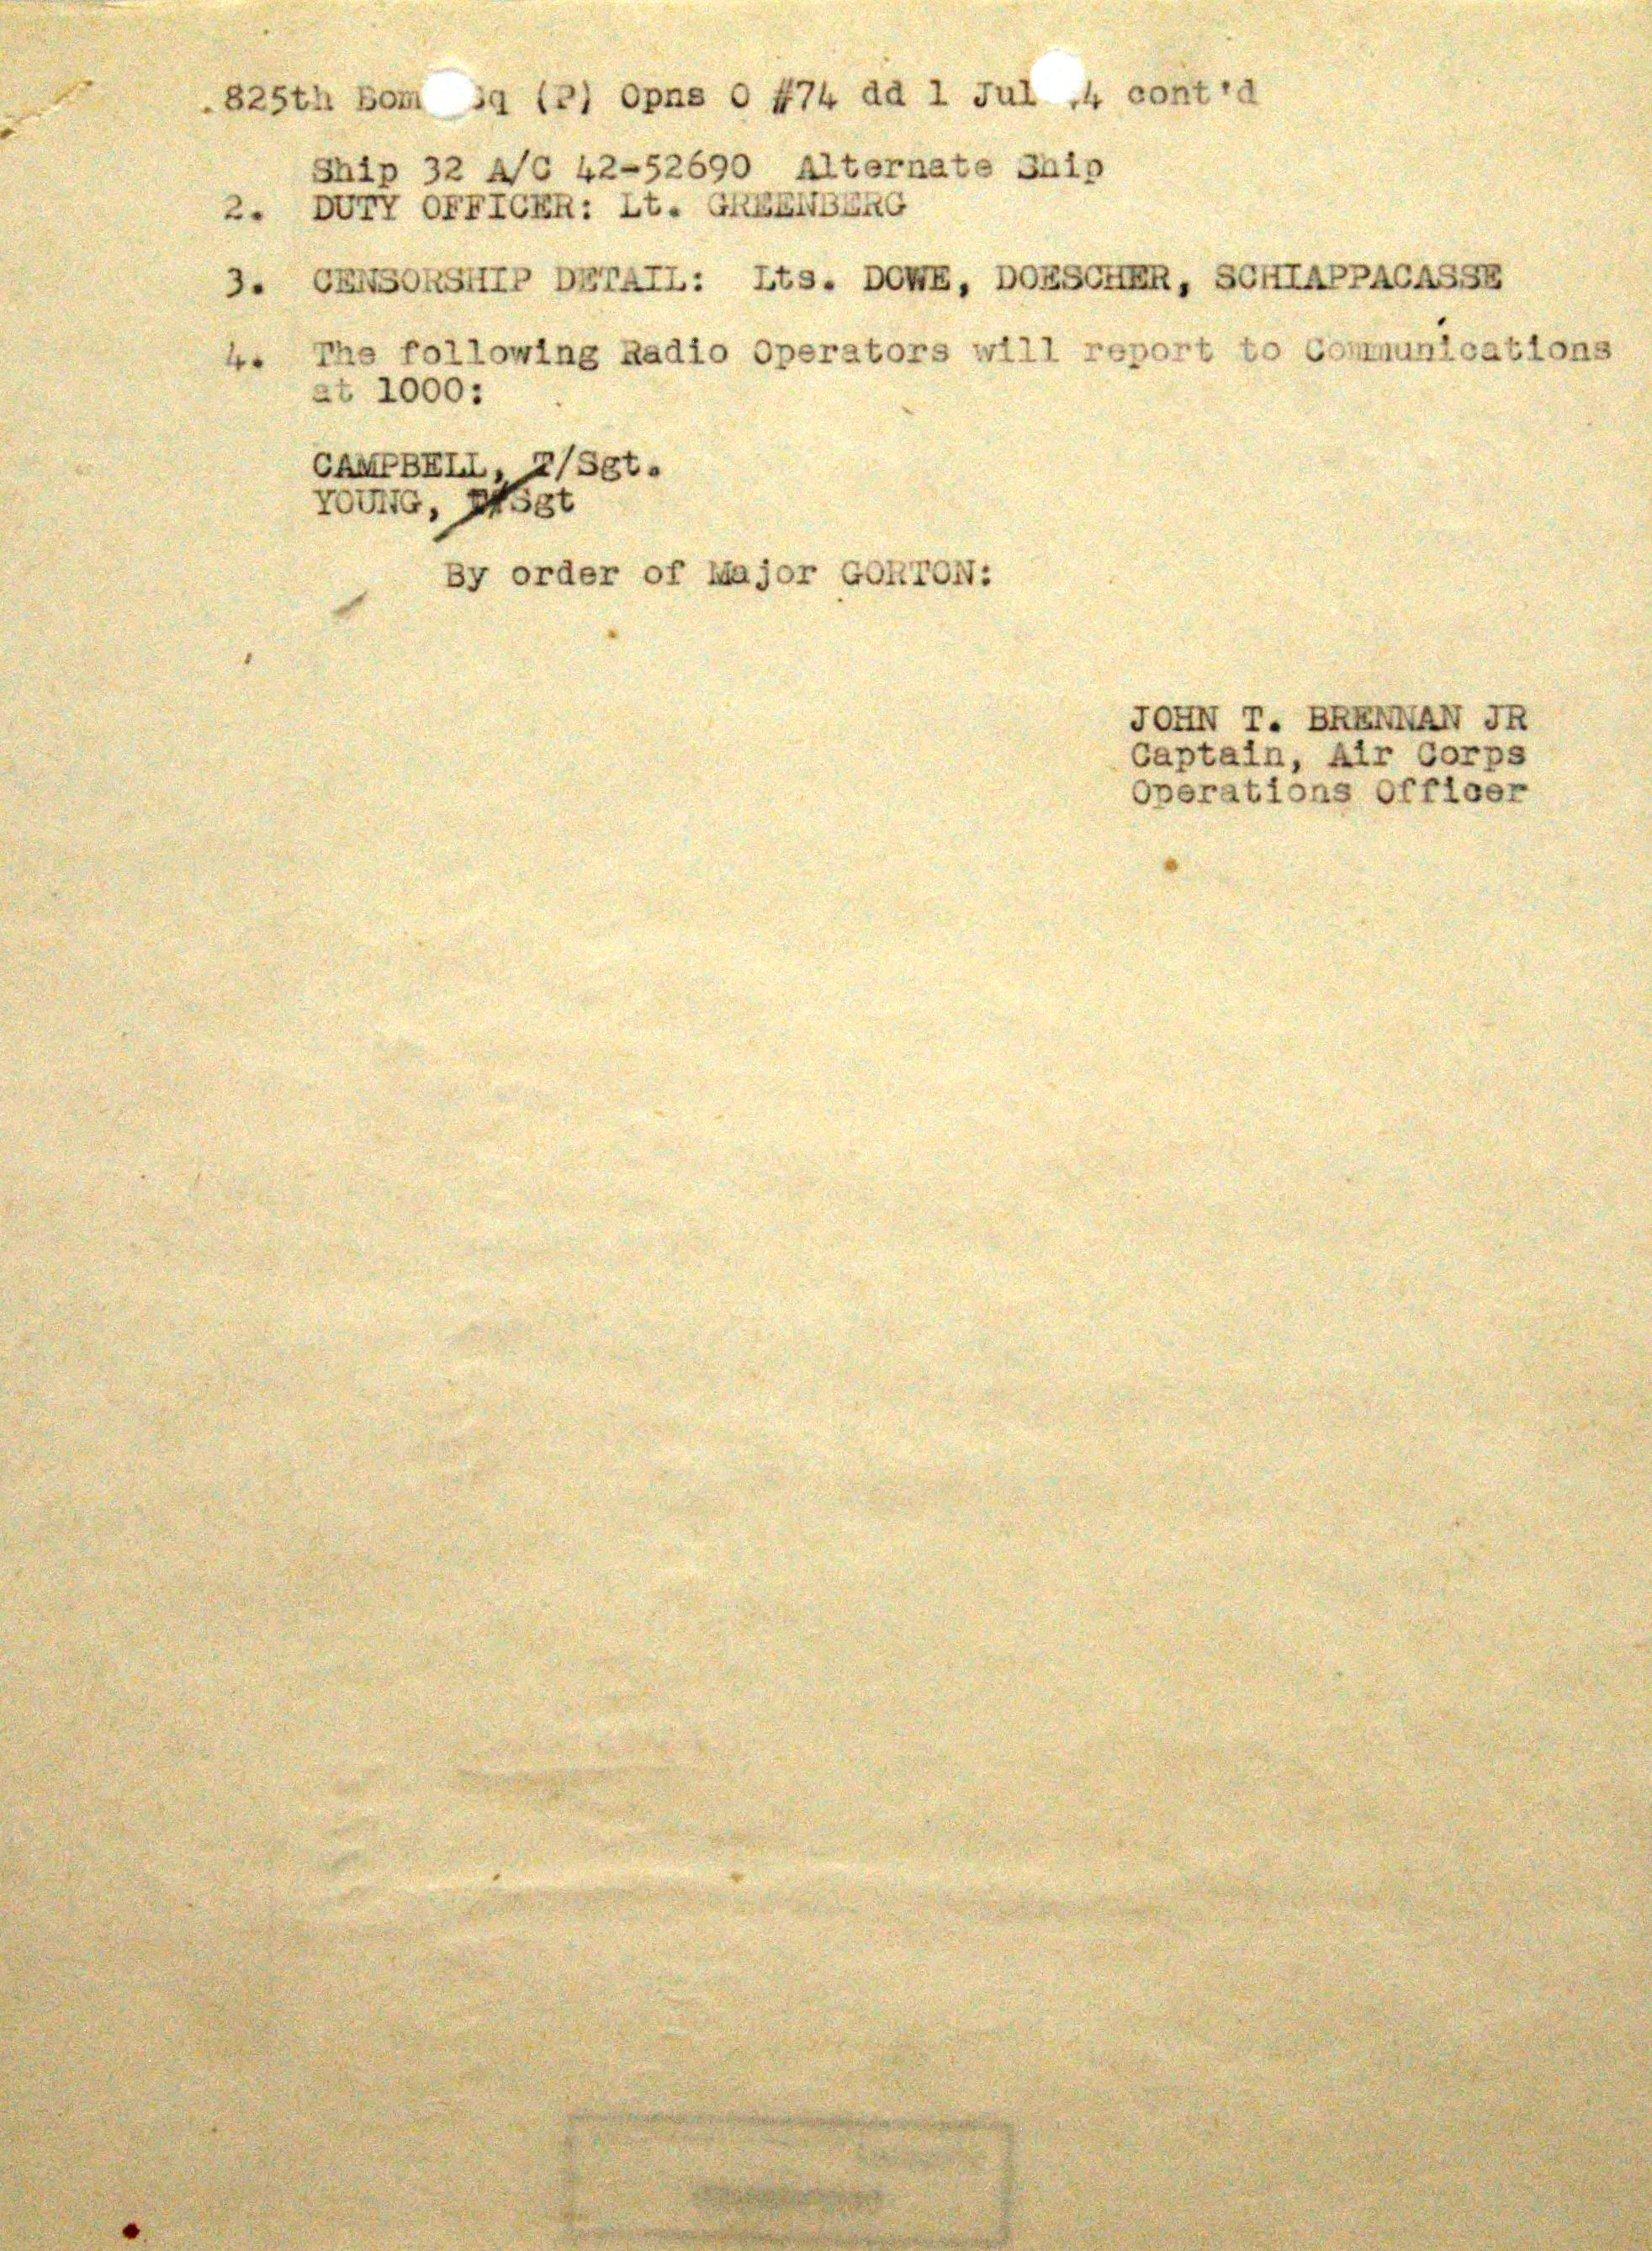 825th Bom Sq (P) Opns O #74 dd 1 Jul 44 cont'd
Ship 32 A/C 42-52690 Alternate Ship
2. DUTY OFFICER: Lt. GREENBERG
3. CENSORSHIP DETAIL: Lts. DOWE, DOESCHER, SCHIAPPACASSE
4. The following Radio Operators will report to Communications
at 1000:
CAMPBELL, /Sgt.
YOUNG, Sgt
By order of Major GORTON:
JOHN T. BRENNAN JR
Captain, Air Corps
Operations Officer